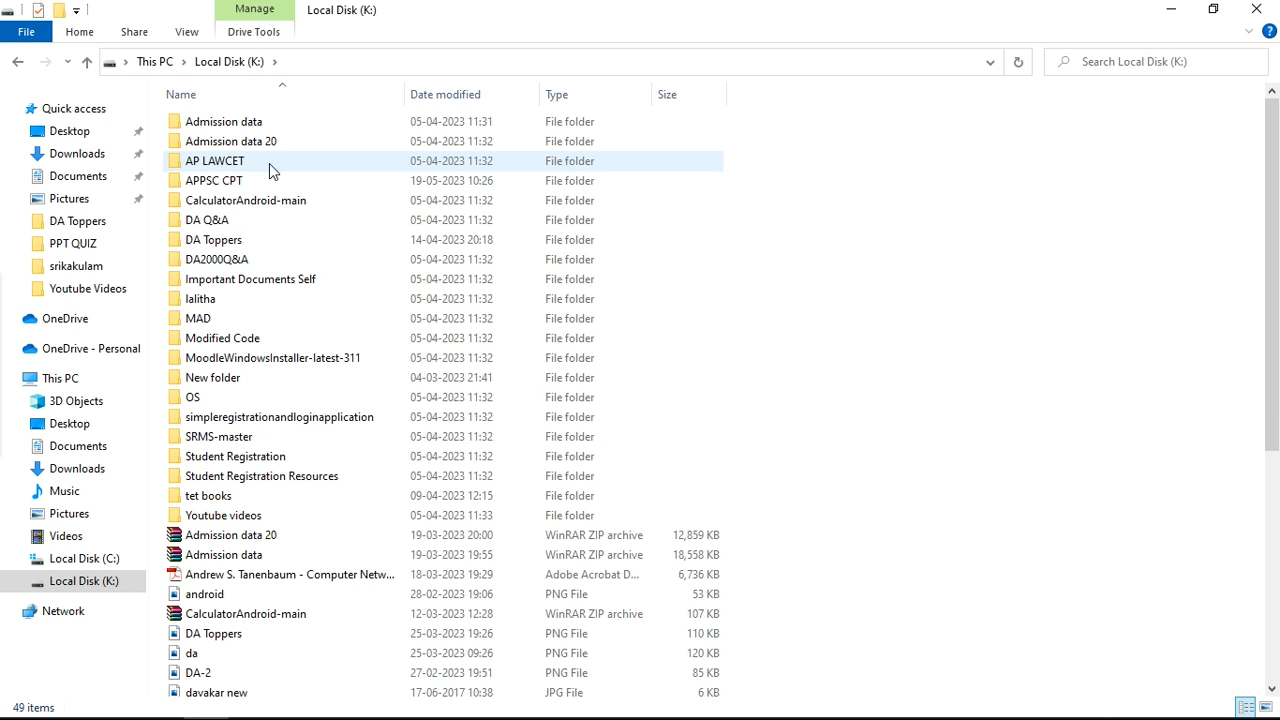 Manage Local Disk (K:)
File Home Share View Drive Tools
This PC Local Disk (K:) Search Local Disk (K:)
Name Date modified Type Size
Quick access
Desktop
Downloads
Documents
Pictures
DA Toppers
PPT QUIZ
srikakulam
Youtube Videos
OneDrive
OneDrive - Personal
This PC
3D Objects
Desktop
Documents
Downloads
Music
Pictures
Videos
Local Disk (C:)
Local Disk (K:)
Network
Admission data 05-04-2023 11:31 File folder
Admission data 20 05-04-2023 11:32 File folder
AP LAWCET 05-04-2023 11:32 File folder
APPSC CPT 19-05-2023 10:26 File folder
CalculatorAndroid-main 05-04-2023 11:32 File folder
DA Q&A 05-04-2023 11:32 File folder
DA Toppers 14-04-2023 20:18 File folder
DA2000Q&A 05-04-2023 11:32 File folder
Important Documents Self 05-04-2023 11:32 File folder
lalitha 05-04-2023 11:32 File folder
MAD 05-04-2023 11:32 File folder
Modified Code 05-04-2023 11:32 File folder
MoodleWindowsInstaller-latest-311 05-04-2023 11:32 File folder
New folder 04-03-2023 21:41 File folder
OS 05-04-2023 11:32 File folder
simpleregistrationandloginapplication 05-04-2023 11:32 File folder
SRMS-master 05-04-2023 11:32 File folder
Student Registration 05-04-2023 11:32 File folder
Student Registration Resources 05-04-2023 11:32 File folder
tet books 09-04-2023 12:15 File folder
Youtube videos 05-04-2023 11:33 File folder
Admission data 20 19-03-2023 20:00 WinRAR ZIP archive 12,859 KB
Admission data 19-03-2023 19:55 WinRAR ZIP archive 18,558 KB
Andrew S. Tanenbaum - Computer Netw... 18-03-2023 19:29 Adobe Acrobat D... 6,736 KB
android 28-02-2023 19:06 PNG File 53 KB
CalculatorAndroid-main 12-03-2023 12:28 WinRAR ZIP archive 107 KB
DA Toppers 25-03-2023 19:26 PNG File 110 KB
da 25-03-2023 09:26 PNG File 120 KB
DA-2 27-02-2023 19:51 PNG File 85 KB
davakar new 17-06-2017 10:38 JPG File 6 KB
49 items